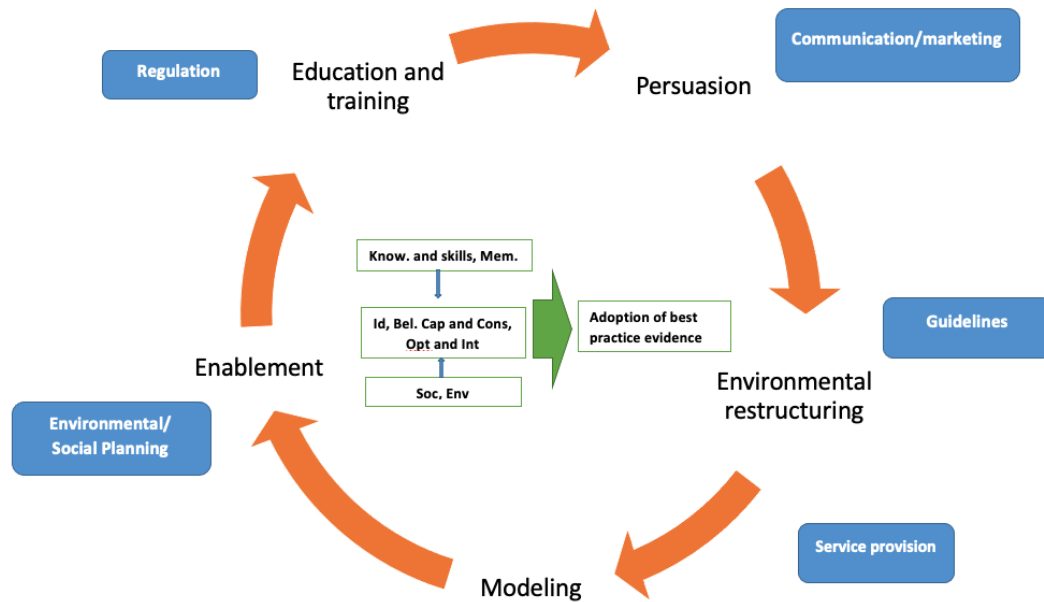 Regulation
Education and
training
Persuasion
Communication/marketing
Know. and skills, Mem.
Id, Bel. Cap and Cons,
Opt and Int
Soc, Env
Adoption of best
practice evidence
Guidelines
Enablement
Environmental
restructuring
Environmental/
Social Planning
Service provision
Modeling